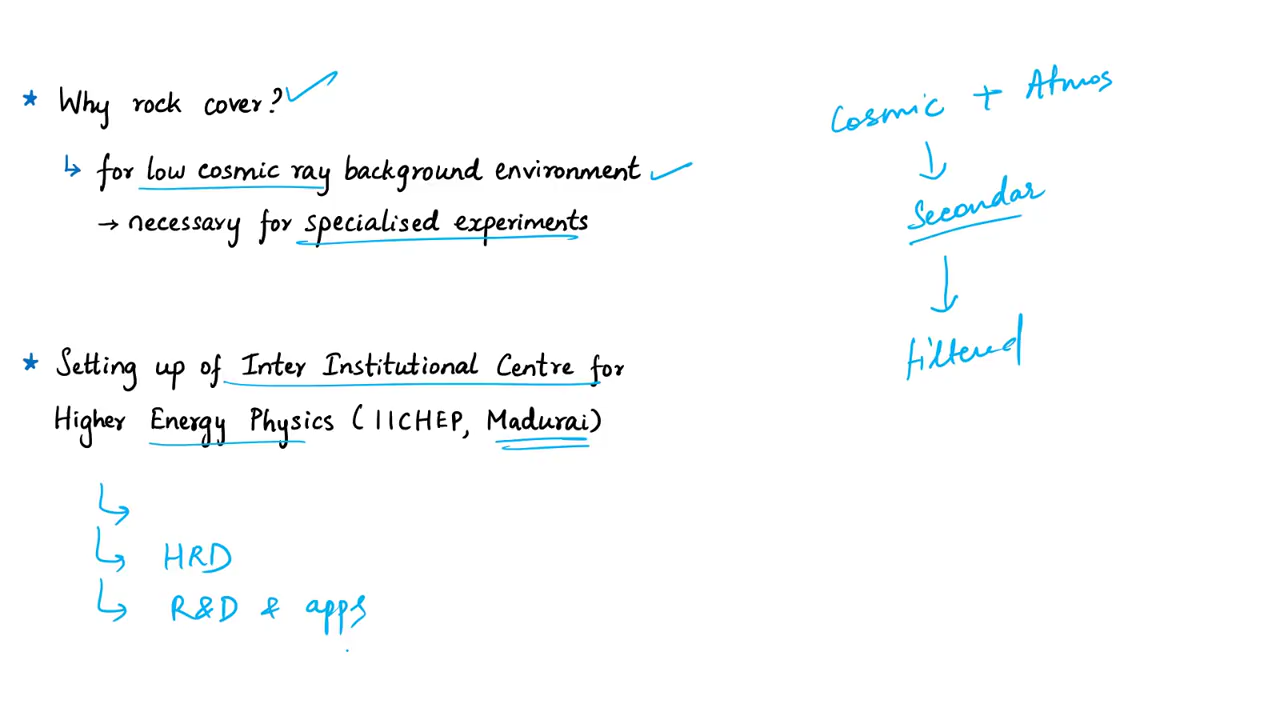 * Why rock cover? ✓
↳ for low cosmic ray background environment ✓
→ necessary for specialised experiments
* Setting up of Inter Institutional Centre for
Higher Energy Physics (IICHEP, Madurai)
↳
↳ HRD
↳ R&D & apps
Cosmic + Atmos
↓
Secondar
↓
Filtered